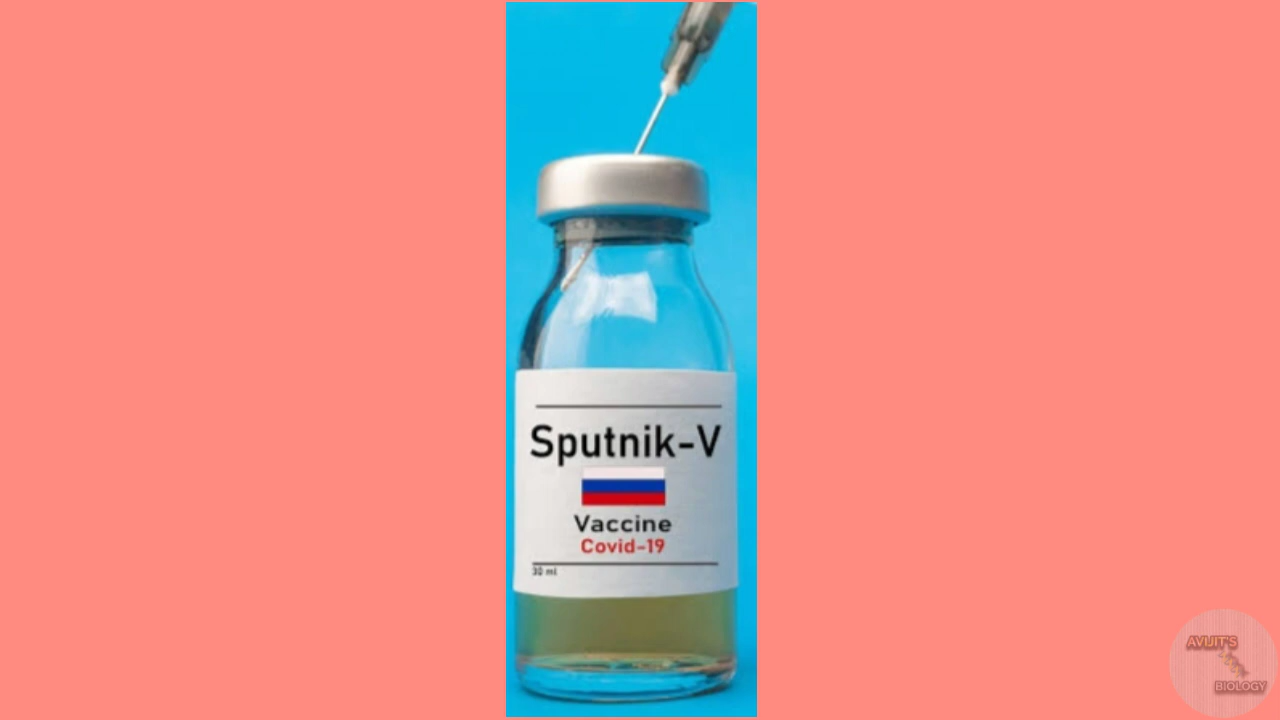 Sputnik-V
Vaccine
Covid-19
30 ml
AVIJIT'S
BIOLOGY